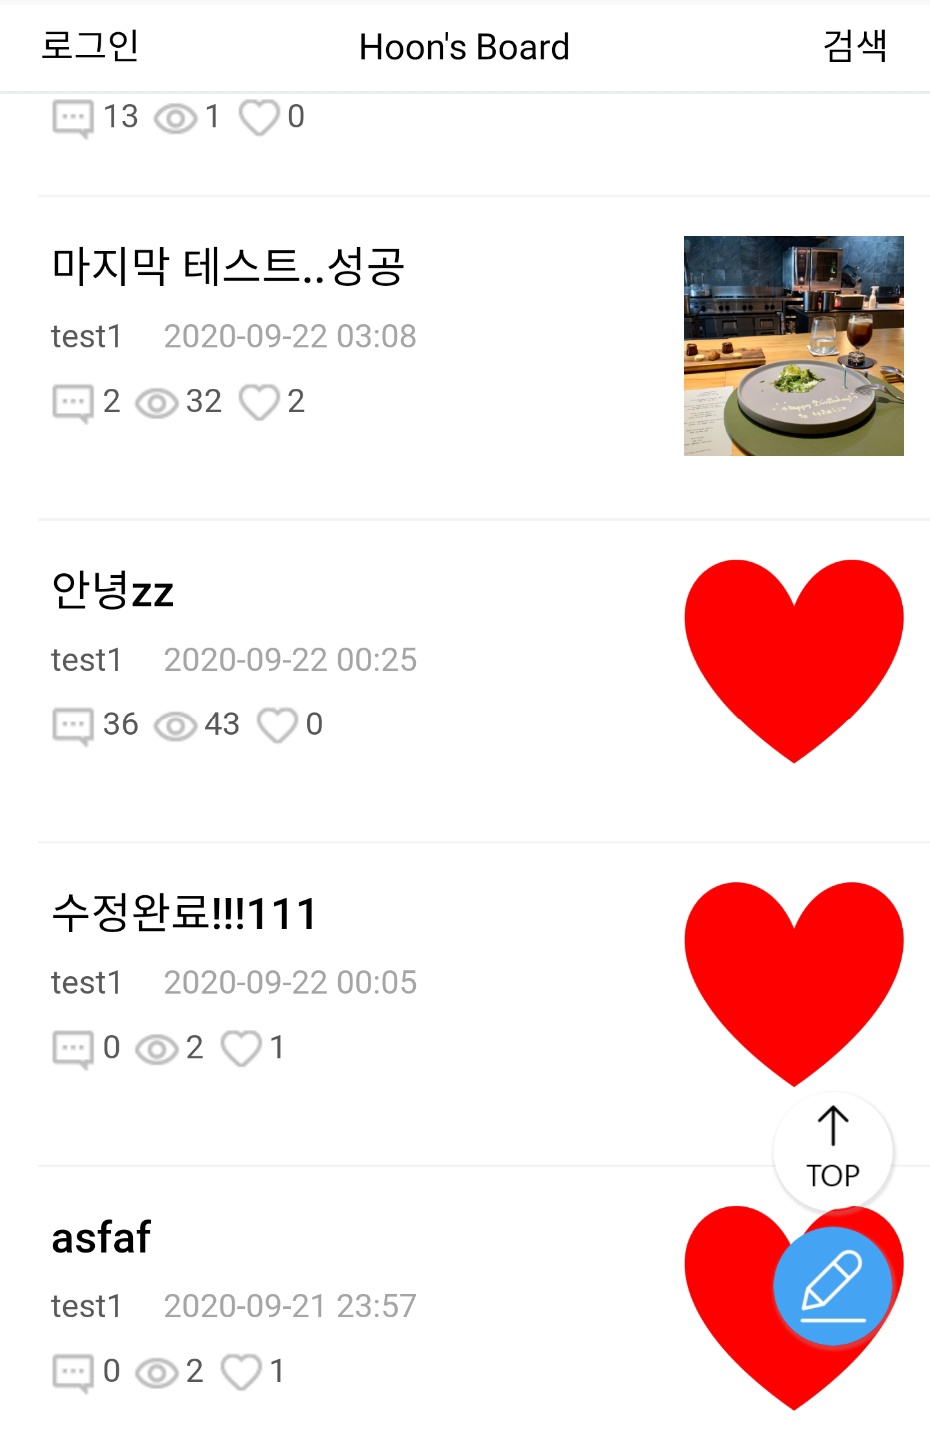 로그인 Hoon's Board 검색
13 1 0
마지막 테스트..성공
test1 2020-09-22 03:08
2 32 2
안녕zz
test1 2020-09-22 00:25
36 43 0
수정완료!!!111
test1 2020-09-22 00:05
0 2 1
TOP
asfaf
test1 2020-09-21 23:57
0 2 1